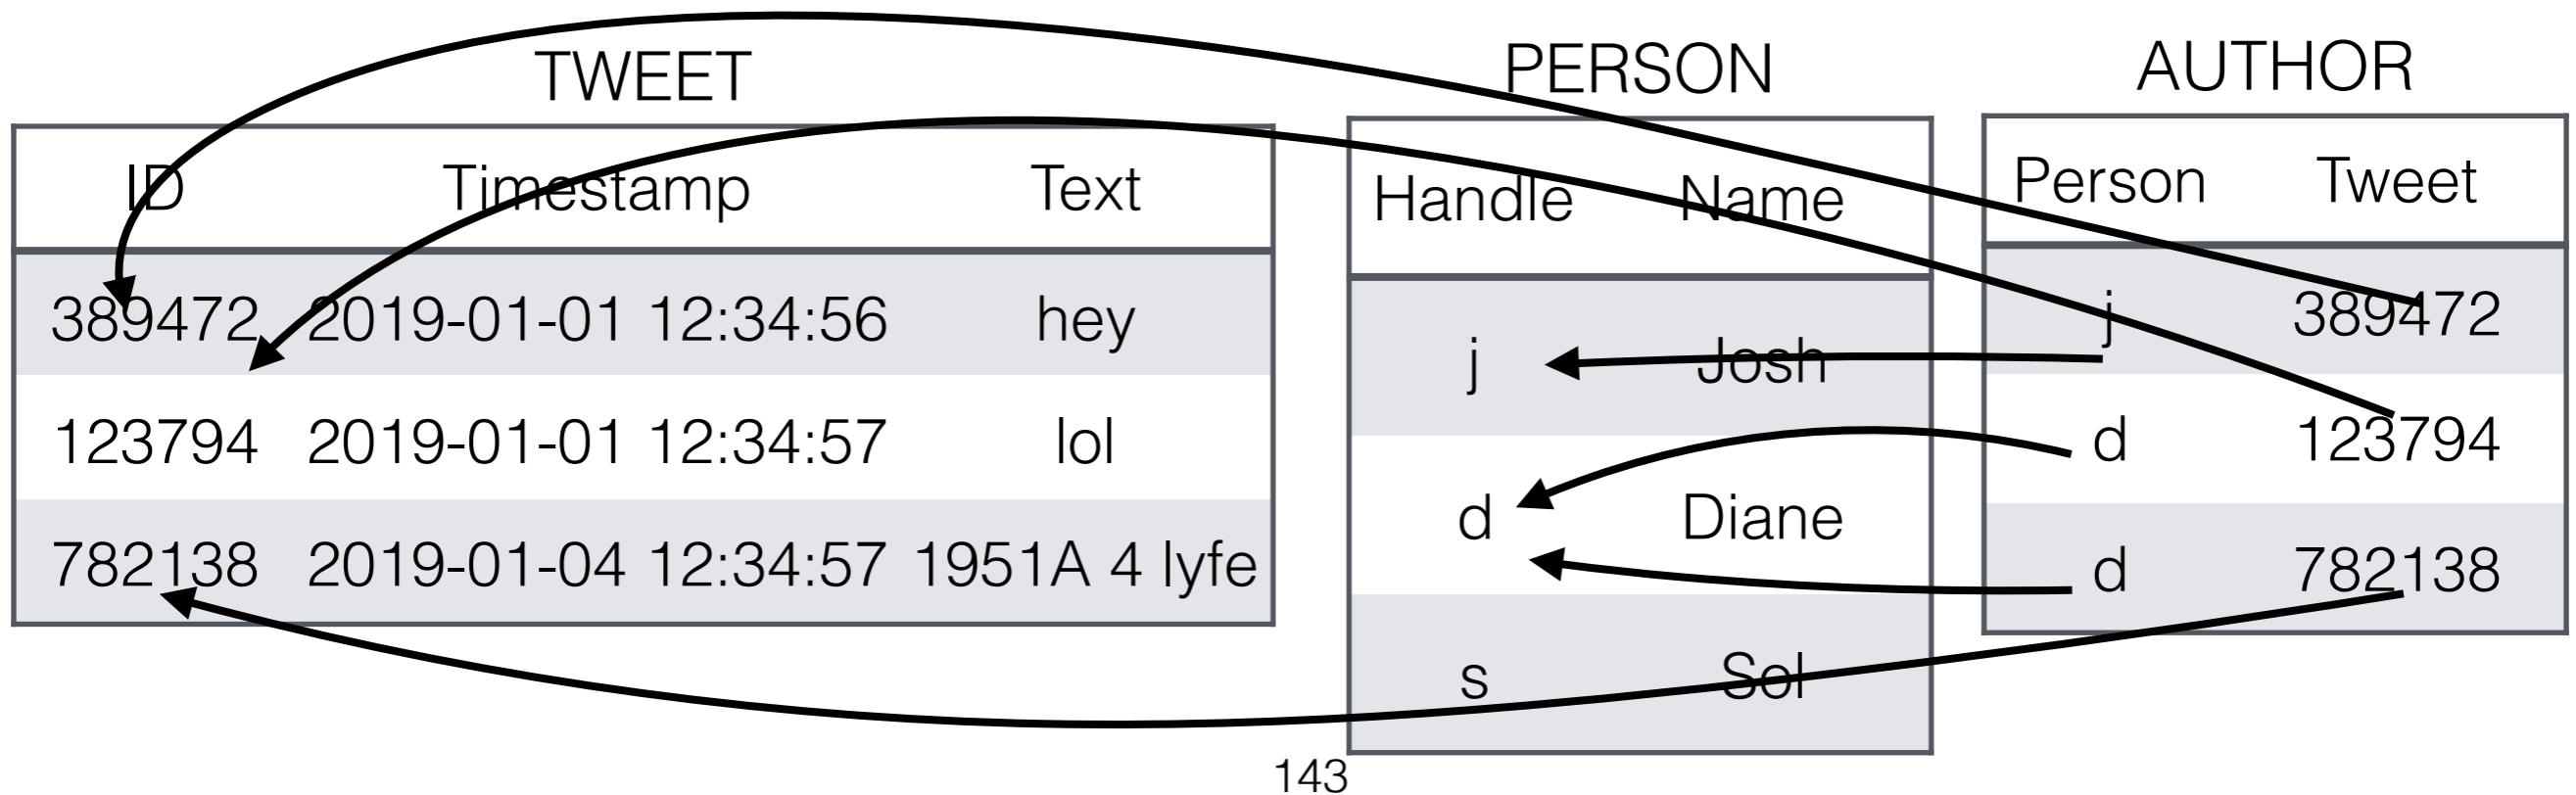 TWEET
ID Timestamp Text
389472 2019-01-01 12:34:56 hey
123794 2019-01-01 12:34:57 lol
782138 2019-01-04 12:34:57 1951A 4 lyfe
PERSON
Handle Name
j Josh
d Diane
s Sol
AUTHOR
Person Tweet
j 389472
d 123794
d 782138
143